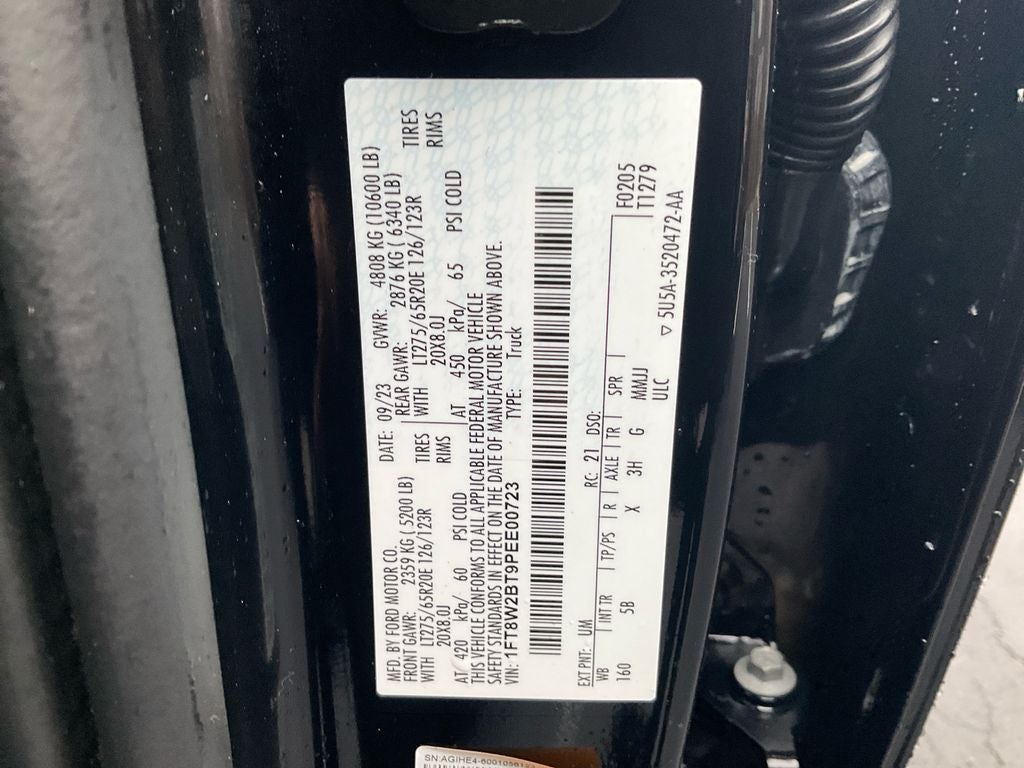 MFD. BY FORD MOTOR CO. DATE: 09/23 GVWR: 4808 KG (10600 LB)
FRONT GAWR: 2359 KG ( 5200 LB) REAR GAWR: 2876 KG ( 6340 LB)
WITH LT275/65R20E 126/123R TIRES WITH LT275/65R20E 126/123R TIRES
20X8.0J RIMS 20X8.0J RIMS
AT 420 kPa/ 60 PSI COLD AT 450 kPa/ 65 PSI COLD
THIS VEHICLE CONFORMS TO ALL APPLICABLE FEDERAL MOTOR VEHICLE
SAFETY STANDARDS IN EFFECT ON THE DATE OF MANUFACTURE SHOWN ABOVE.
VIN: 1FT8W2BT9PEE00723 TYPE: Truck
EXT PNT: UM RC: 21 DSO: F0205
WB INT TR TP/PS R AXLE TR SPR T1279
160 5B X 3H G MMJJ
ULC ▽ 5U5A-3520472-AA